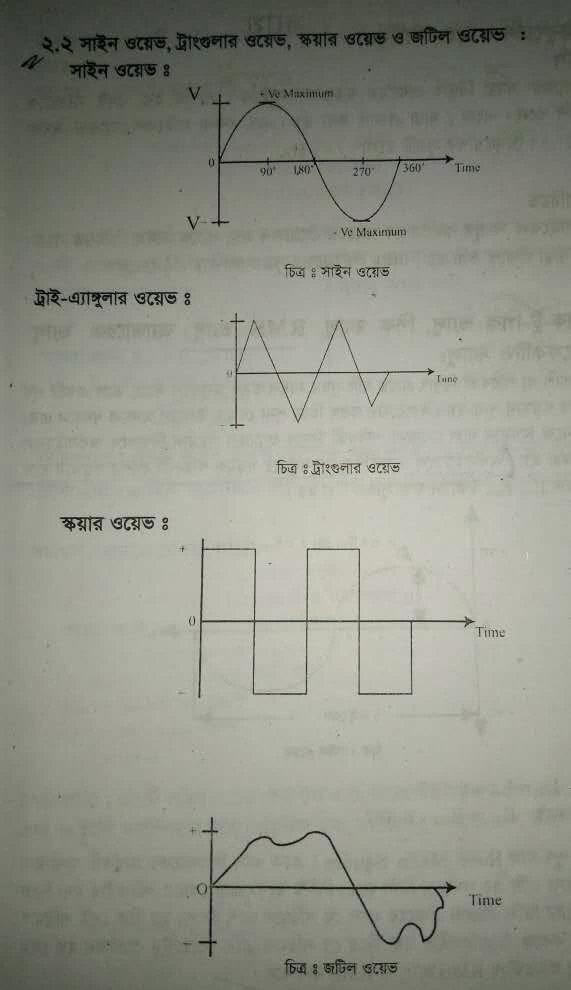 ২.২ সাইন ওয়েভ, ট্রাংগুলার ওয়েভ, স্কয়ার ওয়েভ ও জটিল ওয়েভ :
সাইন ওয়েভ ঃ
V
+ Ve Maximum
0
90° 180° 270° 360° Time
V-
- Ve Maximum
চিত্র ঃ সাইন ওয়েভ
ট্রাই-এ্যাঙ্গুলার ওয়েভ ঃ
0
Time
চিত্র ঃ ট্রাংগুলার ওয়েভ
স্কয়ার ওয়েভ ঃ
+
0
Time
-
+
O
Time
-
চিত্র ঃ জটিল ওয়েভ